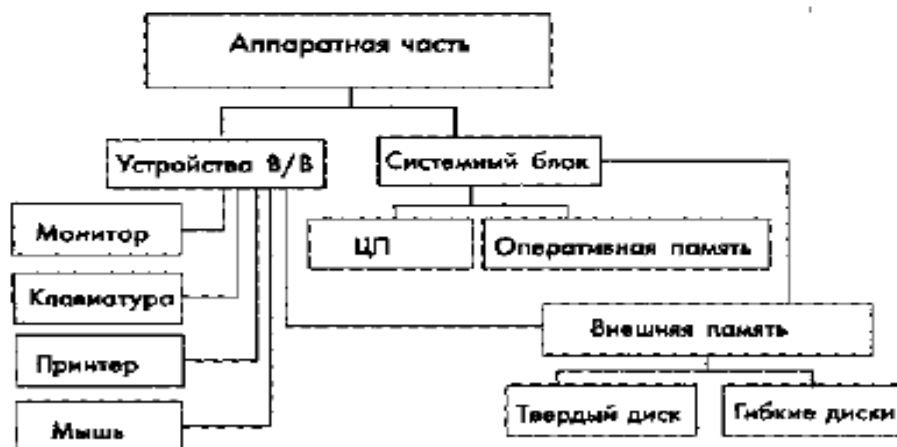 Аппаратная часть
Устройства В/В
Системный блок
Монитор
ЦП
Оперативная память
Клавиатура
Внешняя память
Принтер
Твердый диск
Гибкие диски
Мышь